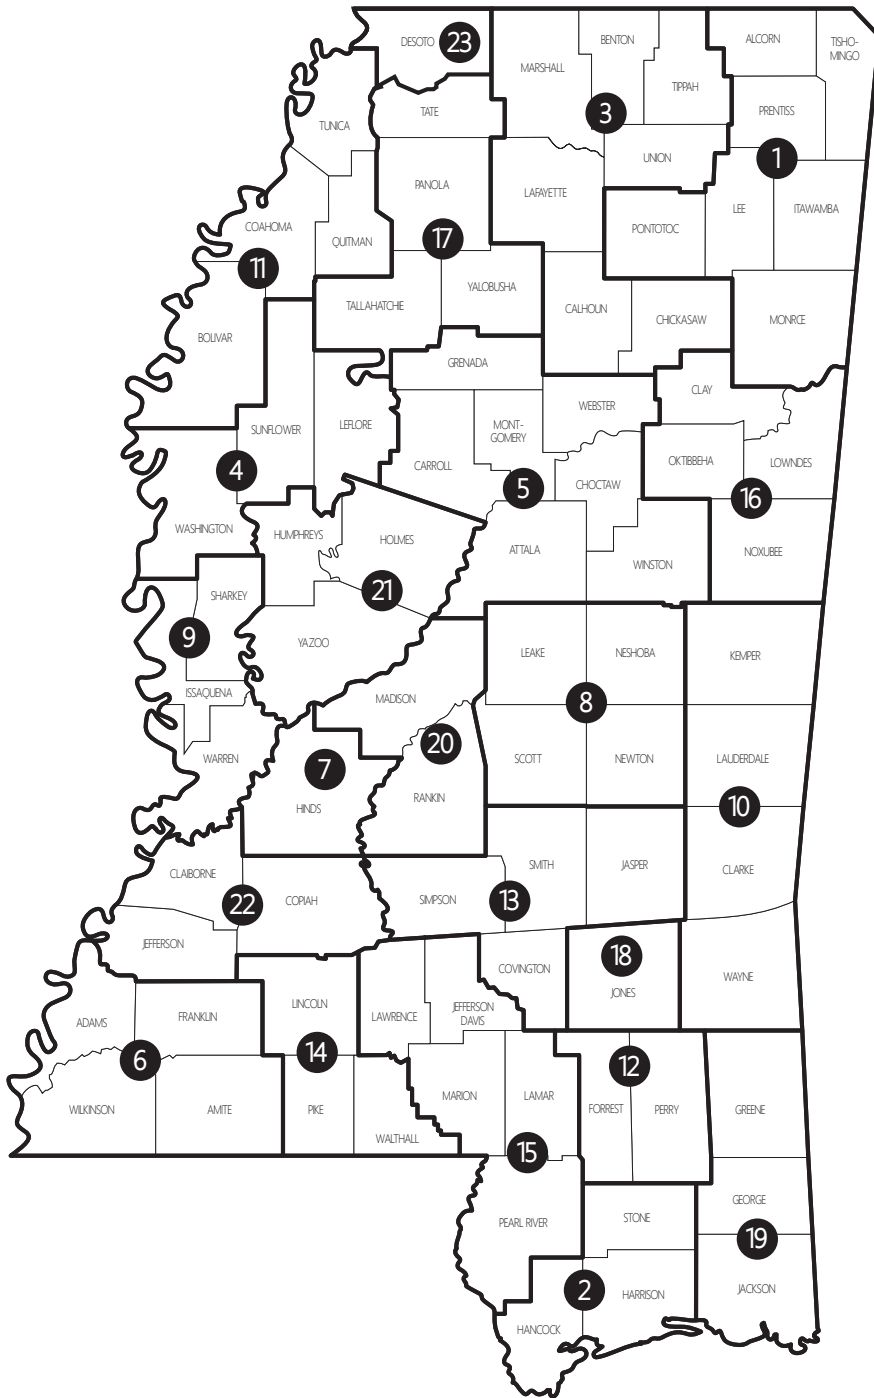 DESOTO
23
BENTON
ALCORN
TISHO-
MINGO
MARSHALL
TIPPAH
TATE
3
PRENTISS
TUNICA
UNION
1
PANOLA
LAFAYETTE
LEE
ITAWAMBA
COAHOMA
QUITMAN
17
PONTOTOC
11
TALLAHATCHIE
YALOBUSHA
CALHOUN
CHICKASAW
MONRCE
BOLIVAR
GRENADA
CLAY
WEBSTER
SUNFLOWER
LEFLORE
MONT-
GOMERY
CARROLL
OKTIBBEHA
LOWNDES
4
5
CHOCTAW
16
WASHINGTON
HUMPHREYS
HOLMES
ATTALA
WINSTON
NOXUBEE
SHARKEY
21
9
YAZOO
LEAKE
NESHOBA
KEMPER
ISSAQUENA
MADISON
8
WARREN
7
20
SCOTT
NEWTON
LAUDERDALE
HINDS
RANKIN
10
CLAIBORNE
SMITH
JASPER
CLARKE
22
COPIAH
SIMPSON
13
JEFFERSON
COVINGTON
18
WAYNE
JONES
LINCOLN
ADAMS
FRANKLIN
LAWRENCE
JEFFERSON
DAVIS
6
14
12
WILKINSON
AMITE
PIKE
MARION
LAMAR
FORREST
PERRY
GREENE
WALTHALL
15
PEARL RIVER
STONE
GEORGE
19
2
HARRISON
JACKSON
HANCOCK